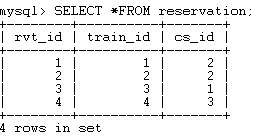 mysql> SELECT *FROM reservation;
+--------+----------+-------+
| rvt_id | train_id | cs_id |
+--------+----------+-------+
|      1 |        1 |     2 |
|      2 |        2 |     2 |
|      3 |        3 |     1 |
|      4 |        4 |     3 |
+--------+----------+-------+
4 rows in set